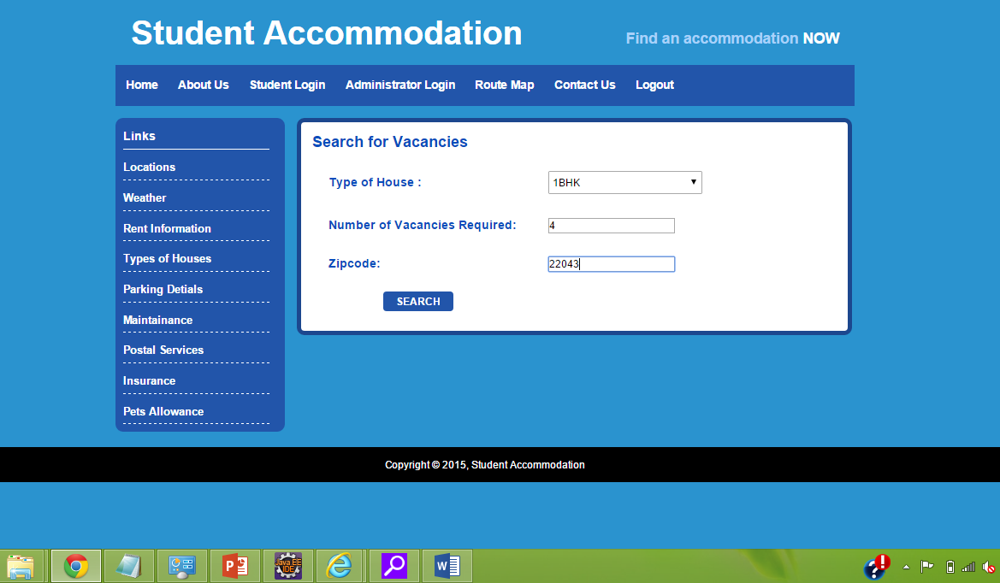 Student Accommodation
Find an accommodation NOW
Home About Us Student Login Administrator Login Route Map Contact Us Logout
Links
Locations
Weather
Rent Information
Types of Houses
Parking Detials
Maintainance
Postal Services
Insurance
Pets Allowance
Search for Vacancies
Type of House : 1BHK
Number of Vacancies Required: 4
Zipcode: 22043
SEARCH
Copyright © 2015, Student Accommodation
Java EE
IDE